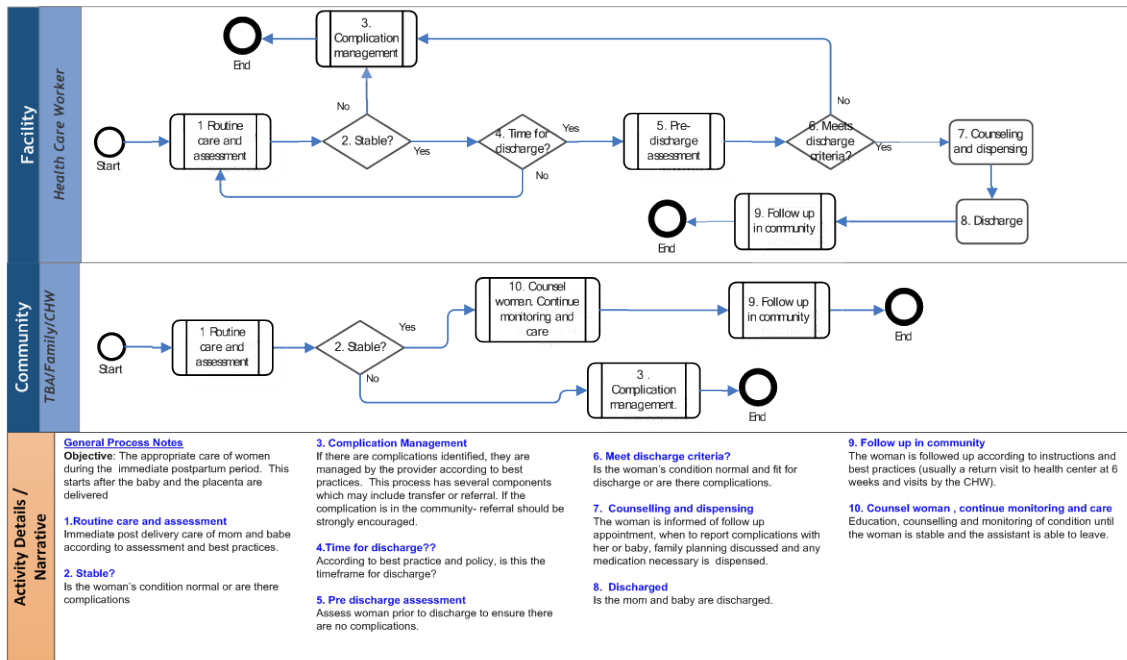 Facility
Health Care Worker
Start
1 Routine
care and
assessment
2. Stable?
No
Yes
3.
Complication
management
End
4. Time for
discharge?
Yes
No
5. Pre-
discharge
assessment
6. Meets
discharge
criteria?
No
Yes
7. Counseling
and dispensing
8. Discharge
9. Follow up
in community
End
Community
TBA/Family/CHW
Start
1 Routine
care and
assessment
2. Stable?
Yes
No
10. Counsel
woman. Continue
monitoring and
care
9. Follow up
in community
End
3 .
Complication
management.
End
Activity Details /
Narrative
General Process Notes
Objective: The appropriate care of women
during the immediate postpartum period. This
starts after the baby and the placenta are
delivered
1.Routine care and assessment
Immediate post delivery care of mom and babe
according to assessment and best practices.
2. Stable?
Is the woman's condition normal or are there
complications
3. Complication Management
If there are complications identified, they are
managed by the provider according to best
practices. This process has several components
which may include transfer or referral. If the
complication is in the community- referral should be
strongly encouraged.
4.Time for discharge??
According to best practice and policy, is this the
timeframe for discharge?
5. Pre discharge assessment
Assess woman prior to discharge to ensure there
are no complications.
6. Meet discharge criteria?
Is the woman's condition normal and fit for
discharge or are there complications.
7. Counselling and dispensing
The woman is informed of follow up
appointment, when to report complications with
her or baby, family planning discussed and any
medication necessary is dispensed.
8. Discharged
Is the mom and baby are discharged.
9. Follow up in community
The woman is followed up according to instructions and
best practices (usually a return visit to health center at 6
weeks and visits by the CHW).
10. Counsel woman , continue monitoring and care
Education, counselling and monitoring of condition until
the woman is stable and the assistant is able to leave.